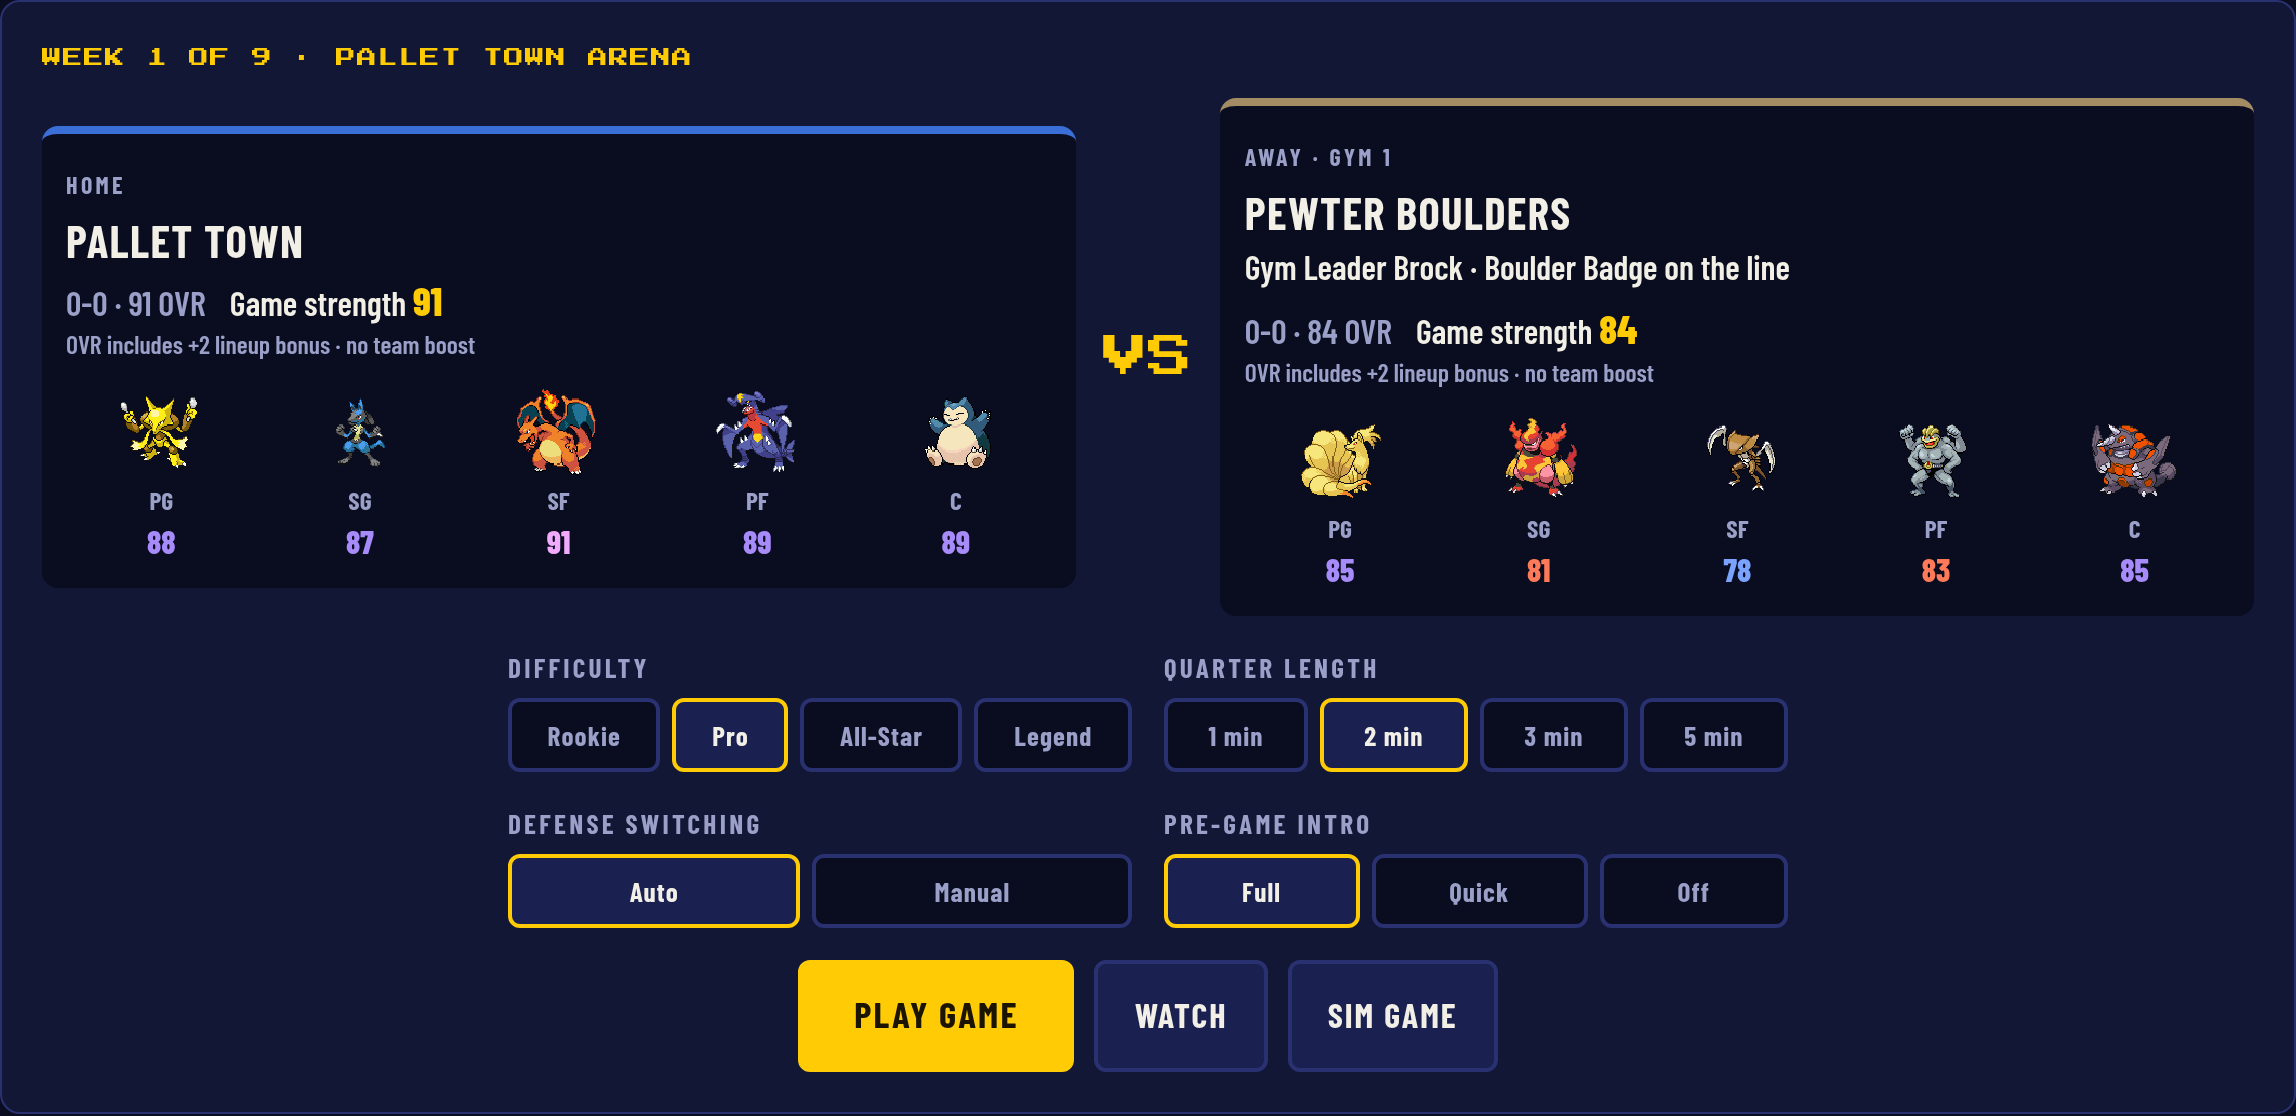 WEEK 1 OF 9 · PALLET TOWN ARENA
HOME
PALLET TOWN
0-0 · 91 OVR Game strength 91
OVR includes +2 lineup bonus · no team boost
PG SG SF PF C
88 87 91 89 89
VS
AWAY · GYM 1
PEWTER BOULDERS
Gym Leader Brock · Boulder Badge on the line
0-0 · 84 OVR Game strength 84
OVR includes +2 lineup bonus · no team boost
PG SG SF PF C
85 81 78 83 85
DIFFICULTY
Rookie Pro All-Star Legend
QUARTER LENGTH
1 min 2 min 3 min 5 min
DEFENSE SWITCHING
Auto Manual
PRE-GAME INTRO
Full Quick Off
PLAY GAME WATCH SIM GAME